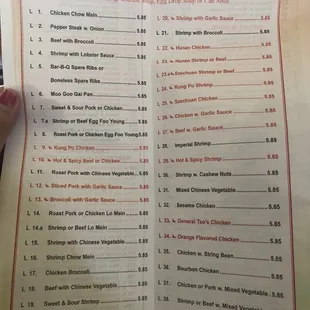 Soup, Egg Drop Soup or Can Soda
L 1. Chicken Chow Mein 5.85
L 2. Pepper Steak w. Onion 5.85
L 3. Beef with Broccoli 5.85
L 4. Shrimp with Lobster Sauce 5.85
L 5. Bar-B-Q Spare Ribs or
Boneless Spare Ribs 5.85
L 6. Moo Goo Gai Pan 5.85
L 7. Sweet & Sour Pork or Chicken 5.85
L 7.a Shrimp or Beef Egg Foo Young 5.85
L 8. Roast Pork or Chicken Egg Foo Young 5.85
L 9. Kung Po Chicken 5.85
L 10. Hot & Spicy Beef or Chicken 5.85
L 11. Roast Pork with Chinese Vegetable 5.85
L 12. Sliced Pork with Garlic Sauce 5.85
L 13. Broccoli with Garlic Sauce 5.85
L 14. Roast Pork or Chicken Lo Mein 5.85
L 14.a Shrimp or Beef Lo Mein 5.85
L 15. Shrimp with Chinese Vegetable 5.85
L 16. Shrimp Chow Mein 5.85
L 17. Chicken Broccoli 5.85
L 18. Beef with Chinese Vegetable 5.85
L 19. Sweet & Sour Shrimp 5.85
L 20. Shrimp with Garlic Sauce 5.85
L 21. Shrimp with Broccoli 5.85
L 22. Hunan Chicken 5.85
L 23. Hunan Shrimp or Beef 5.85
L 23.a Szechuan Shrimp or Beef 5.85
L 24. Kung Po Shrimp 5.85
L 25. Szechuan Chicken 5.85
L 26. Chicken w. Garlic Sauce 5.85
L 27. Beef w. Garlic Sauce 5.85
L 28. Imperial Shrimp 5.85
L 29. Hot & Spicy Shrimp 5.85
L 30. Shrimp w. Cashew Nuts 5.85
L 31. Mixed Chinese Vegetable 5.85
L 32. Sesame Chicken 5.85
L 33. General Tso's Chicken 5.85
L 34. Orange Flavored Chicken 5.85
L 35. Chicken w. String Bean 5.85
L 36. Bourbon Chicken 5.85
L 37. Chicken or Pork w. Mixed Vegetable 5.85
L 38. Shrimp or Beef w. Mixed Vegetable 5.85